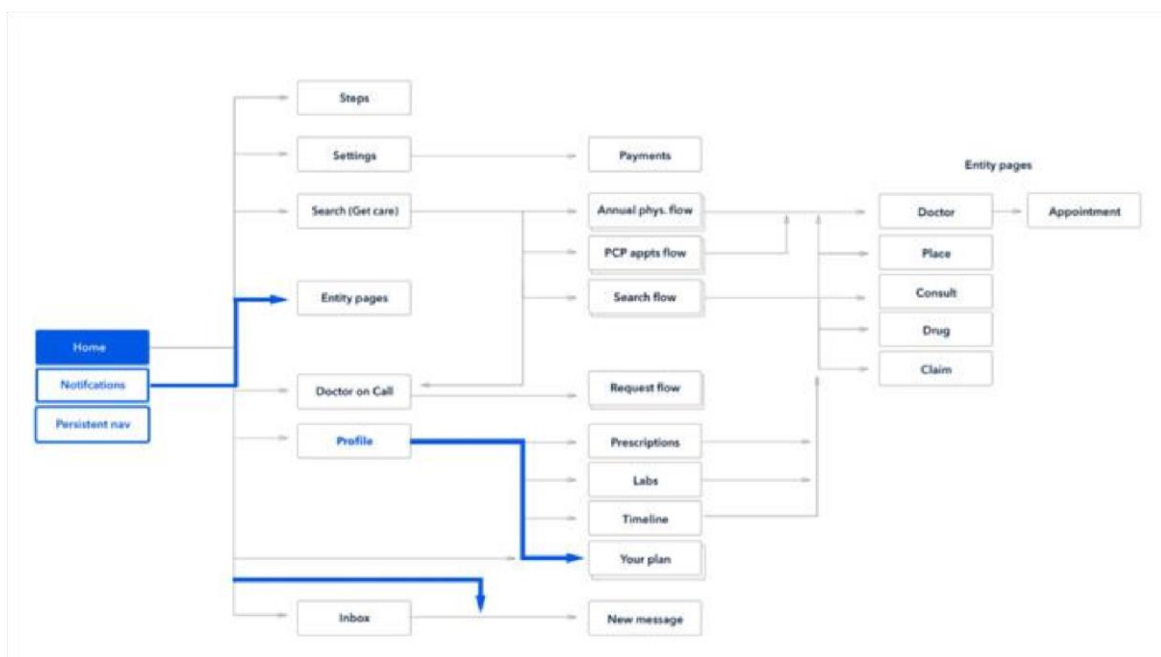 Steps
Settings
Payments
Entity pages
Search (Get care)
Annual phys. flow
Doctor
Appointment
PCP appts flow
Place
Entity pages
Search flow
Consult
Drug
Home
Claim
Notifcations
Doctor on Call
Request flow
Persistent nav
Profile
Prescriptions
Labs
Timeline
Your plan
Inbox
New message